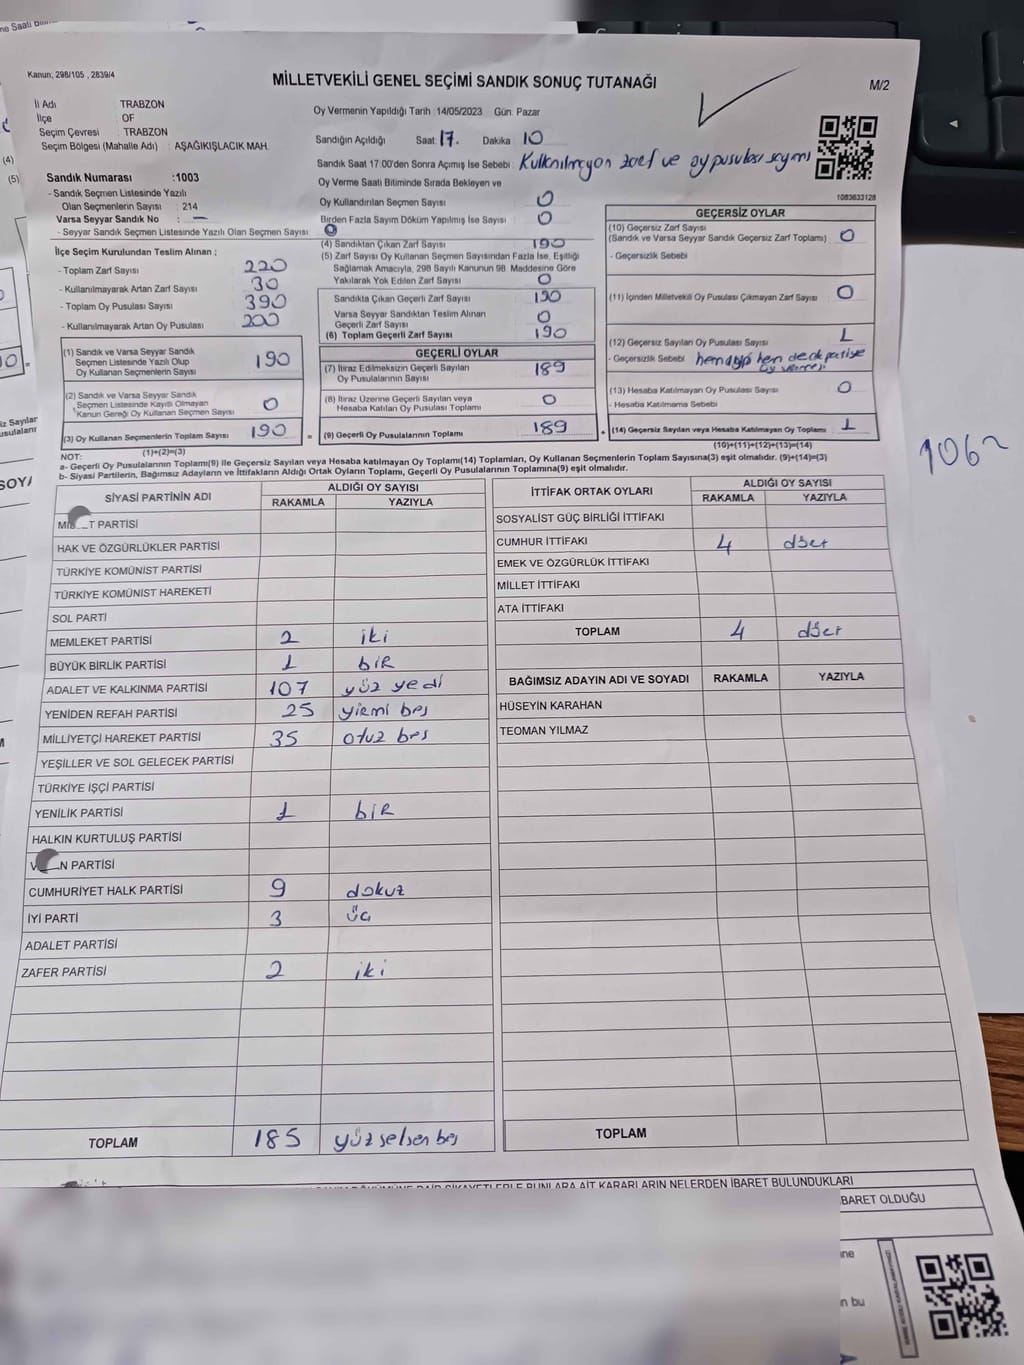 Kanun; 298/105 , 2839/4
MİLLETVEKİLİ GENEL SEÇİMİ SANDIK SONUÇ TUTANAĞI
M/2
İl Adı TRABZON
İlçe OF
Seçim Çevresi TRABZON
Seçim Bölgesi (Mahalle Adı) : AŞAĞIKIŞLACIK MAH.
Oy Vermenin Yapıldığı Tarih :14/05/2023 Gün: Pazar
Sandığın Açıldığı Saat: 17. Dakika 10
Sandık Saat 17:00'den Sonra Açımış İse Sebebi : Kullanılmayan zarf ve oy pusulası sayımı
1083633128
Sandık Numarası :1003
- Sandık Seçmen Listesinde Yazılı
Olan Seçmenlerin Sayısı : 214
Varsa Seyyar Sandık No : —
- Seyyar Sandık Seçmen Listesinde Yazılı Olan Seçmen Sayısı : 0
Oy Verme Saati Bitiminde Sırada Bekleyen ve
Oy Kullandırılan Seçmen Sayısı 0
Birden Fazla Sayım Döküm Yapılmış İse Sayısı 0
İlçe Seçim Kurulundan Teslim Alınan ;
- Toplam Zarf Sayısı 220
- Kullanılmayarak Artan Zarf Sayısı 30
- Toplam Oy Pusulası Sayısı 390
- Kullanılmayarak Artan Oy Pusulası 200
(4) Sandıktan Çıkan Zarf Sayısı 190
(5) Zarf Sayısı Oy Kullanan Seçmen Sayısından Fazla İse, Eşitliği
Sağlamak Amacıyla, 298 Sayılı Kanunun 98. Maddesine Göre
Yakılarak Yok Edilen Zarf Sayısı 0
Sandıkta Çıkan Geçerli Zarf Sayısı 190
Varsa Seyyar Sandıktan Teslim Alınan
Geçerli Zarf Sayısı 0
(6) Toplam Geçerli Zarf Sayısı 190
(1) Sandık ve Varsa Seyyar Sandık
Seçmen Listesinde Yazılı Olup
Oy Kullanan Seçmenlerin Sayısı 190
(2) Sandık ve Varsa Seyyar Sandık
Seçmen Listesinde Kayıtlı Olmayan
Kanun Gereği Oy Kullanan Seçmen Sayısı 0
(3) Oy Kullanan Seçmenlerin Toplam Sayısı 190 =
(1)+(2)=(3)
GEÇERLİ OYLAR
(7) İtiraz Edilmeksizin Geçerli Sayılan
Oy Pusulalarının Sayısı 189
(8) İtiraz Üzerine Geçerli Sayılan veya
Hesaba Katılan Oy Pusulası Toplamı 0
(9) Geçerli Oy Pusulalarının Toplamı 189 +
GEÇERSİZ OYLAR
(10) Geçersiz Zarf Sayısı
(Sandık ve Varsa Seyyar Sandık Geçersiz Zarf Toplamı) 0
- Geçersizlik Sebebi
(11) İçinden Milletvekili Oy Pusulası Çıkmayan Zarf Sayısı 0
(12) Geçersiz Sayılan Oy Pusulası Sayısı 1
- Geçersizlik Sebebi
(13) Hesaba Katılmayan Oy Pusulası Sayısı 0
- Hesaba Katılmama Sebebi
(14) Geçersiz Sayılan veya Hesaba Katılmayan Oy Toplamı 1
(10)+(11)+(12)+(13)=(14)
NOT:
a- Geçerli Oy Pusulalarının Toplamı(9) ile Geçersiz Sayılan veya Hesaba katılmayan Oy Toplamı(14) Toplamları, Oy Kullanan Seçmenlerin Toplam Sayısına(3) eşit olmalıdır. (9)+(14)=(3)
b- Siyasi Partilerin, Bağımsız Adayların ve İttifakların Aldığı Ortak Oyların Toplamı, Geçerli Oy Pusulalarının Toplamına(9) eşit olmalıdır.
SİYASİ PARTİNİN ADI ALDIĞI OY SAYISI
RAKAMLA YAZIYLA
T PARTİSİ
HAK VE ÖZGÜRLÜKLER PARTİSİ
TÜRKİYE KOMÜNİST PARTİSİ
TÜRKİYE KOMÜNİST HAREKETİ
SOL PARTİ
MEMLEKET PARTİSİ 2 iki
BÜYÜK BİRLİK PARTİSİ 1 bir
ADALET VE KALKINMA PARTİSİ 107 yüz yedi
YENİDEN REFAH PARTİSİ 25 yirmi beş
MİLLİYETÇİ HAREKET PARTİSİ 35 otuz beş
YEŞİLLER VE SOL GELECEK PARTİSİ
TÜRKİYE İŞÇİ PARTİSİ
YENİLİK PARTİSİ 1 bir
HALKIN KURTULUŞ PARTİSİ
N PARTİSİ
CUMHURİYET HALK PARTİSİ 9 dokuz
İYİ PARTİ 3 üç
ADALET PARTİSİ
ZAFER PARTİSİ 2 iki
TOPLAM 185 yüz seksen beş
İTTİFAK ORTAK OYLARI ALDIĞI OY SAYISI
RAKAMLA YAZIYLA
SOSYALİST GÜÇ BİRLİĞİ İTTİFAKI
CUMHUR İTTİFAKI 4 dört
EMEK VE ÖZGÜRLÜK İTTİFAKI
MİLLET İTTİFAKI
ATA İTTİFAKI
TOPLAM 4 dört
BAĞIMSIZ ADAYIN ADI VE SOYADI RAKAMLA YAZIYLA
HÜSEYİN KARAHAN
TEOMAN YILMAZ
TOPLAM
BARET OLDUĞU